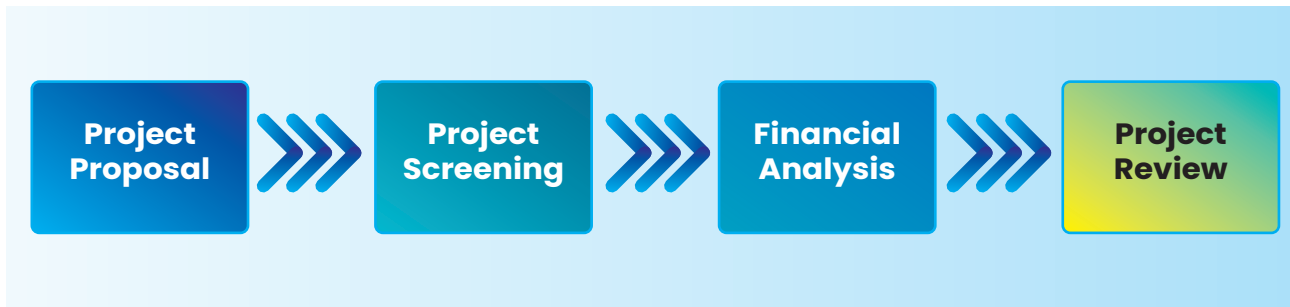 Project
Proposal
Project
Screening
Financial
Analysis
Project
Review